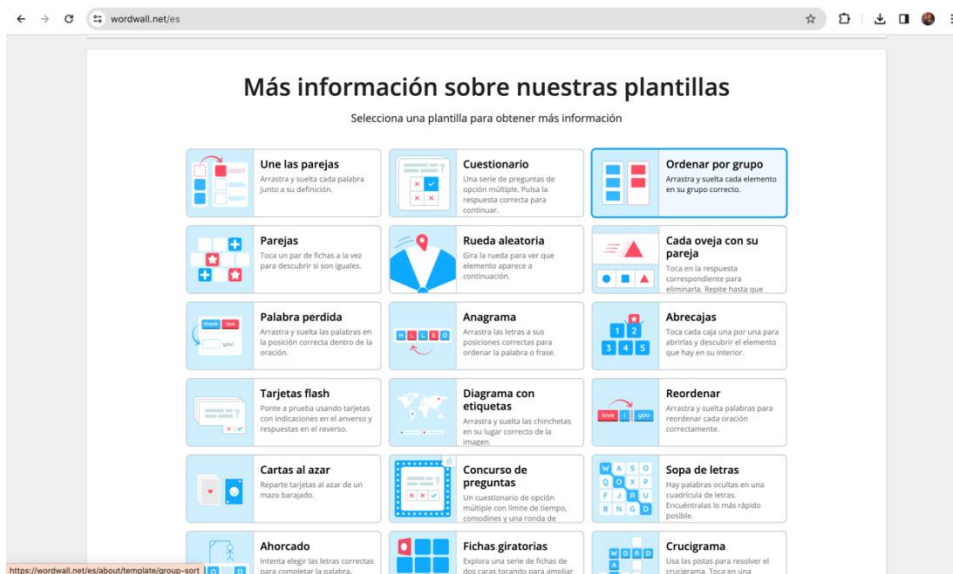 wordwall.net/es
Más información sobre nuestras plantillas
Selecciona una plantilla para obtener más información
Une las parejas
Arrastra y suelta cada palabra
junto a su definición.
Cuestionario
Una serie de preguntas de
opción múltiple. Pulsa la
respuesta correcta para
continuar.
Ordenar por grupo
Arrastra y suelta cada elemento
en su grupo correcto.
Parejas
Toca un par de fichas a la vez
para descubrir si son iguales.
Rueda aleatoria
Gira la rueda para ver que
elemento aparece a
continuación.
Cada oveja con su
pareja
Toca en la respuesta
correspondiente para
eliminarla. Repite hasta que
think you
you!
Palabra perdida
Arrastra y suelta las palabras en
la posición correcta dentro de la
oración.
H L L E O
Anagrama
Arrastra las letras a sus
posiciones correctas para
ordenar la palabra o frase.
1 2
3 4 5
Abrecajas
Toca cada caja una por una para
abrirlas y descubrir el elemento
que hay en su interior.
Tarjetas flash
Ponte a prueba usando tarjetas
con indicaciones en el anverso y
respuestas en el reverso.
Diagrama con
etiquetas
Arrastra y suelta las chinchetas
en su lugar correcto de la
imagen.
love I you
Reordenar
Arrastra y suelta palabras para
reordenar cada oración
correctamente.
Cartas al azar
Reparte tarjetas al azar de un
mazo barajado.
Concurso de
preguntas
Un cuestionario de opción
múltiple con límite de tiempo,
comodines y una ronda de
W A S O
Q O X P
F J R U
B N G D
Sopa de letras
Hay palabras ocultas en una
cuadrícula de letras.
Encuéntralas lo más rápido
posible.
Ahorcado
Intenta elegir las letras correctas
para completar la palabra.
Fichas giratorias
Explora una serie de fichas de
dos caras tocando para ampliar
W O R D
A
Crucigrama
Usa las pistas para resolver el
crucigrama. Toca en una
https://wordwall.net/es/about/template/group-sort
O D